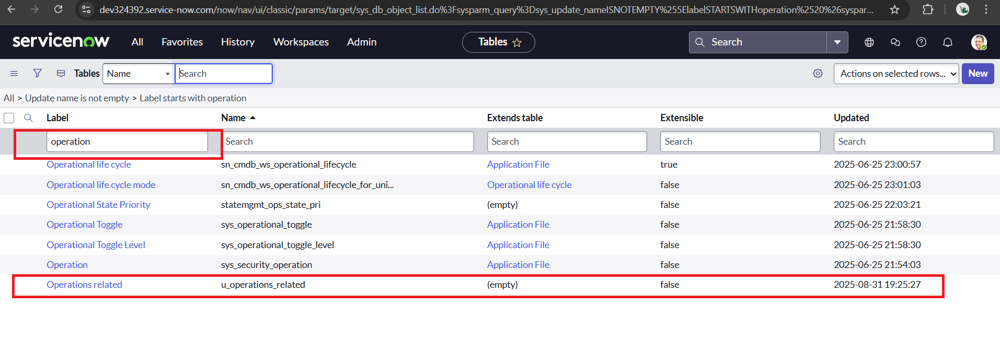 dev324392.service-now.com/now/nav/ui/classic/params/target/sys_db_object_list.do%3Fsysparm_query%3Dsys_update_nameISNOTEMPTY%255ElabelSTARTSWITHoperation%2520%26syspar...
servicenow All Favorites History Workspaces Admin Tables Search
Tables Name Search Actions on selected rows... New
All > Update name is not empty > Label starts with operation
Label Name Extends table Extensible Updated
operation Search Search Search Search
Operational life cycle sn_cmdb_ws_operational_lifecycle Application File true 2025-06-25 23:00:57
Operational life cycle mode sn_cmdb_ws_operational_lifecycle_for_uni... Operational life cycle false 2025-06-25 23:01:03
Operational State Priority statemgmt_ops_state_pri (empty) false 2025-06-25 22:03:21
Operational Toggle sys_operational_toggle Application File false 2025-06-25 21:58:30
Operational Toggle Level sys_operational_toggle_level Application File false 2025-06-25 21:58:30
Operation sys_security_operation Application File false 2025-06-25 21:54:03
Operations related u_operations_related (empty) false 2025-08-31 19:25:27